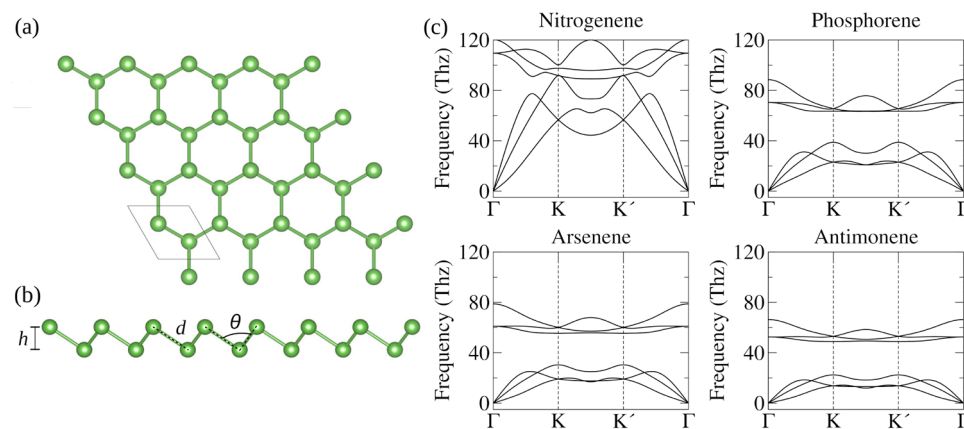 (a)
(b)
h
d
θ
(c)
Nitrogenene
Frequency (Thz)
120
80
40
0
Γ
K
K´
Γ
Phosphorene
Frequency (Thz)
120
80
40
0
Γ
K
K´
Γ
Arsenene
Frequency (Thz)
120
80
40
0
Γ
K
K´
Γ
Antimonene
Frequency (Thz)
120
80
40
0
Γ
K
K´
Γ